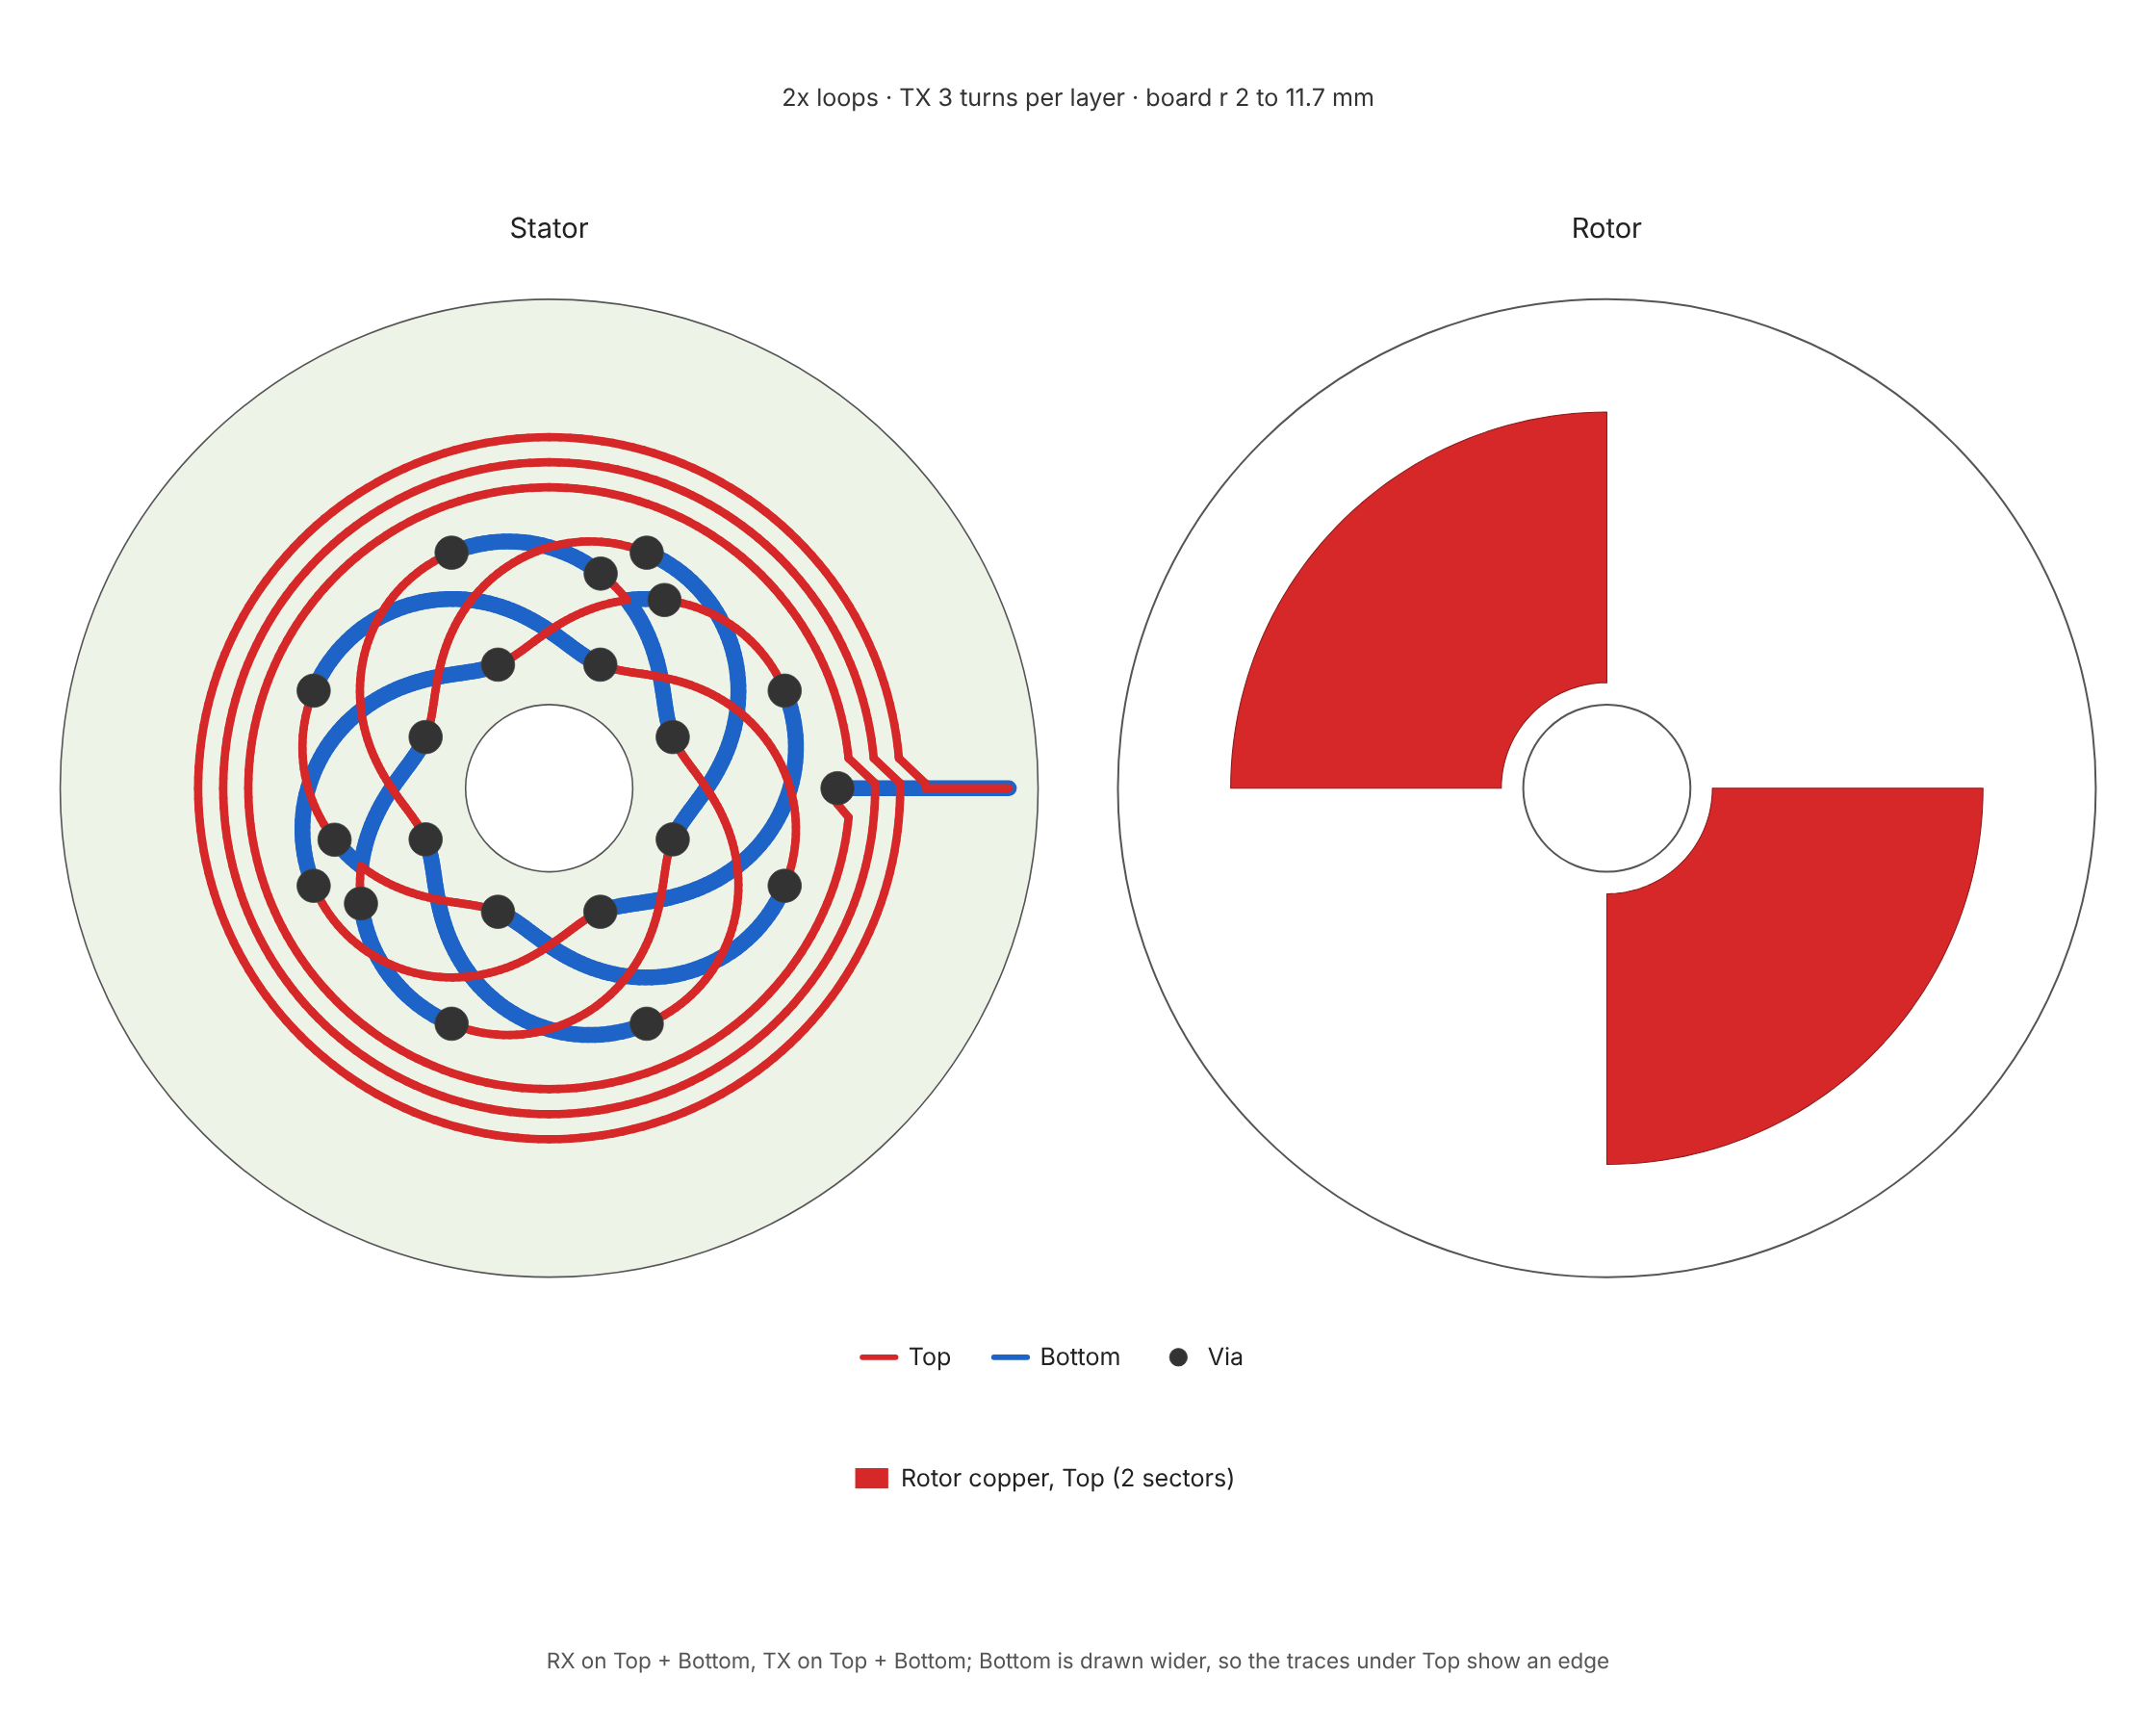 2x loops · TX 3 turns per layer · board r 2 to 11.7 mm
Stator
Rotor
Top
Bottom
Via
Rotor copper, Top (2 sectors)
RX on Top + Bottom, TX on Top + Bottom; Bottom is drawn wider, so the traces under Top show an edge